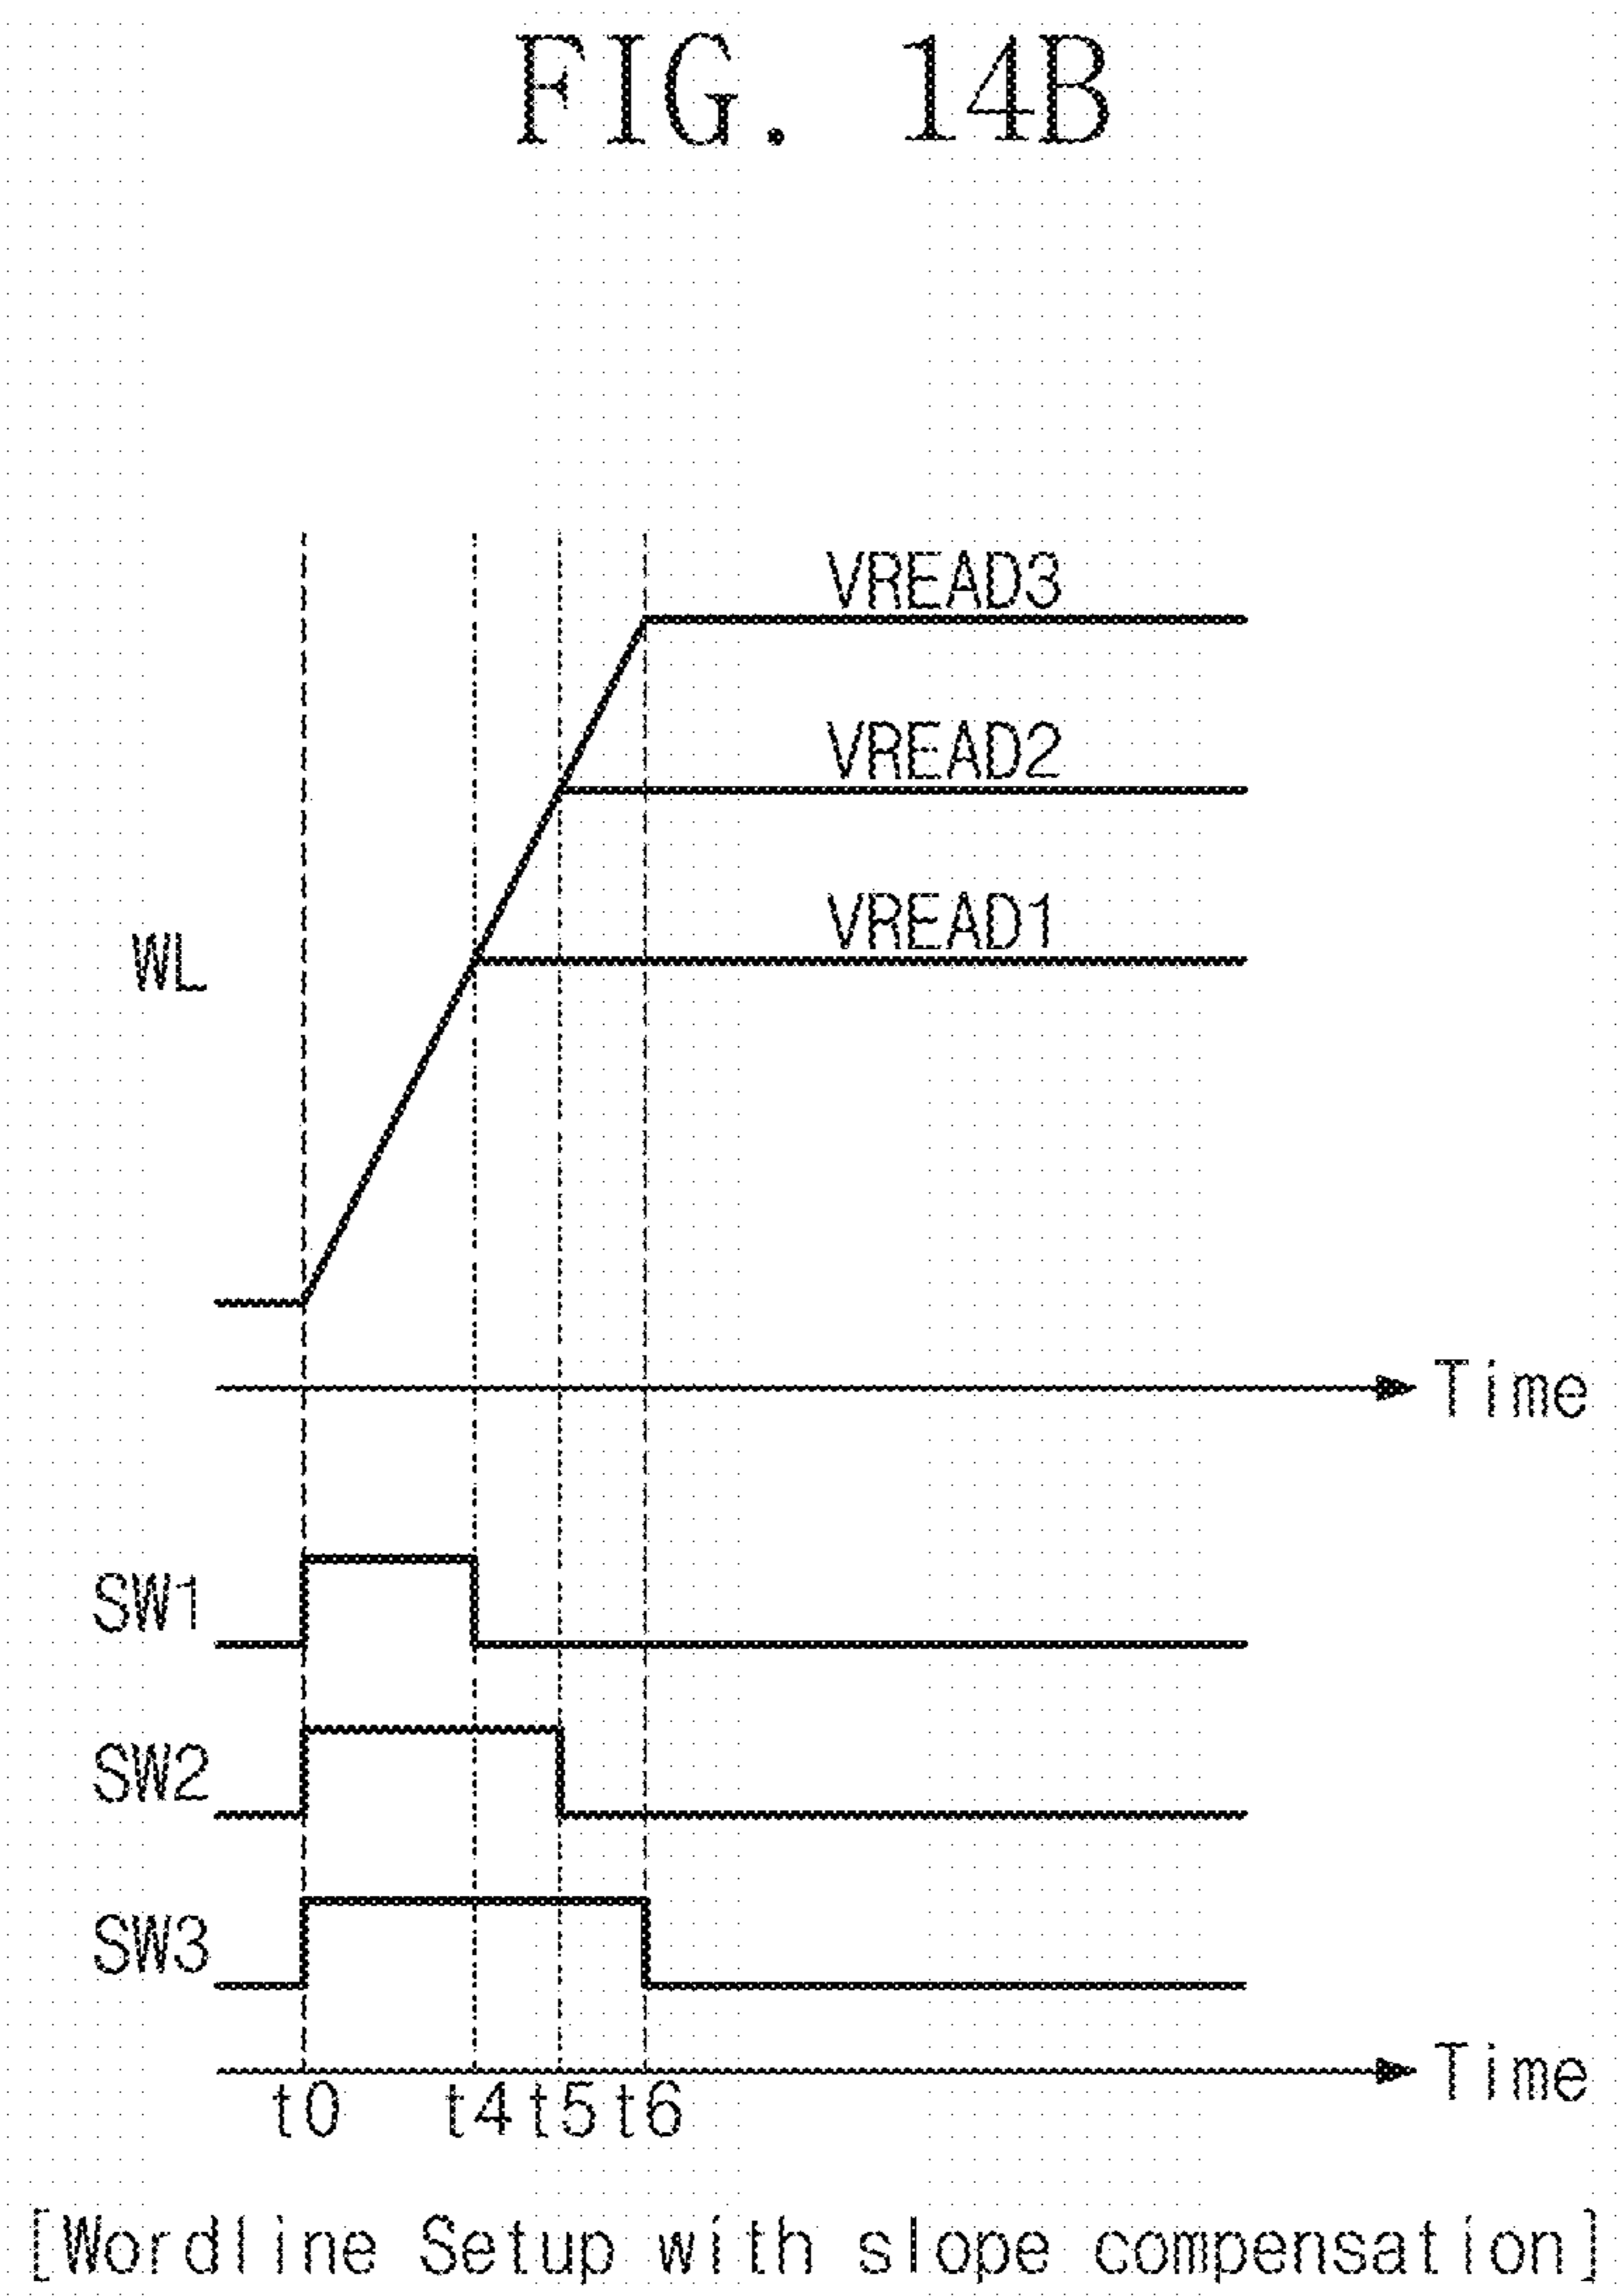 FIG. 14B
VREAD3
VREAD2
VREAD1
WL
Time
SW1
SW2
SW3
Time
t0 t4 t5 t6
[Wordline Setup with slope compensation]